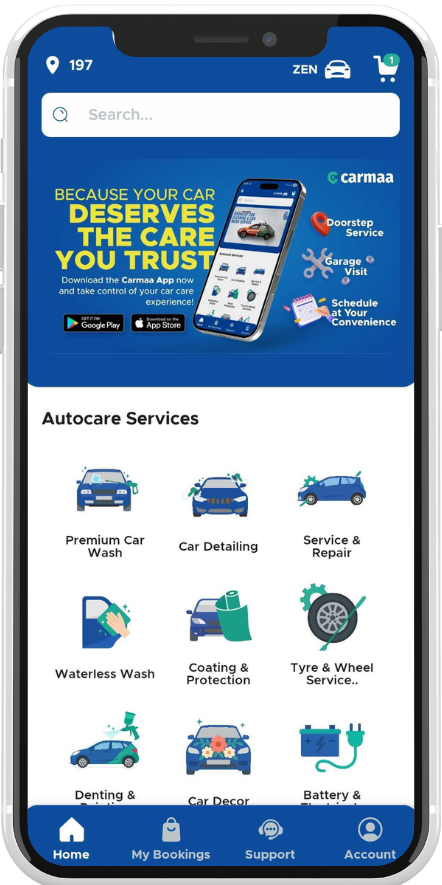 197
ZEN
1
Search...
carmaa
BECAUSE YOUR CAR
DESERVES
THE CARE
YOU TRUST
Download the Carmaa App now
and take control of your car care
experience!
GET IT ON
Google Play
Download on the
App Store
Autocare Services
Doorstep
Service
Garage
Visit
Schedule
at Your
Convenience
Autocare Services
Premium Car
Wash
Car Detailing
Service &
Repair
Waterless Wash
Coating &
Protection
Tyre & Wheel
Service..
Denting &
Car Decor
Battery &
Home
My Bookings
Support
Account